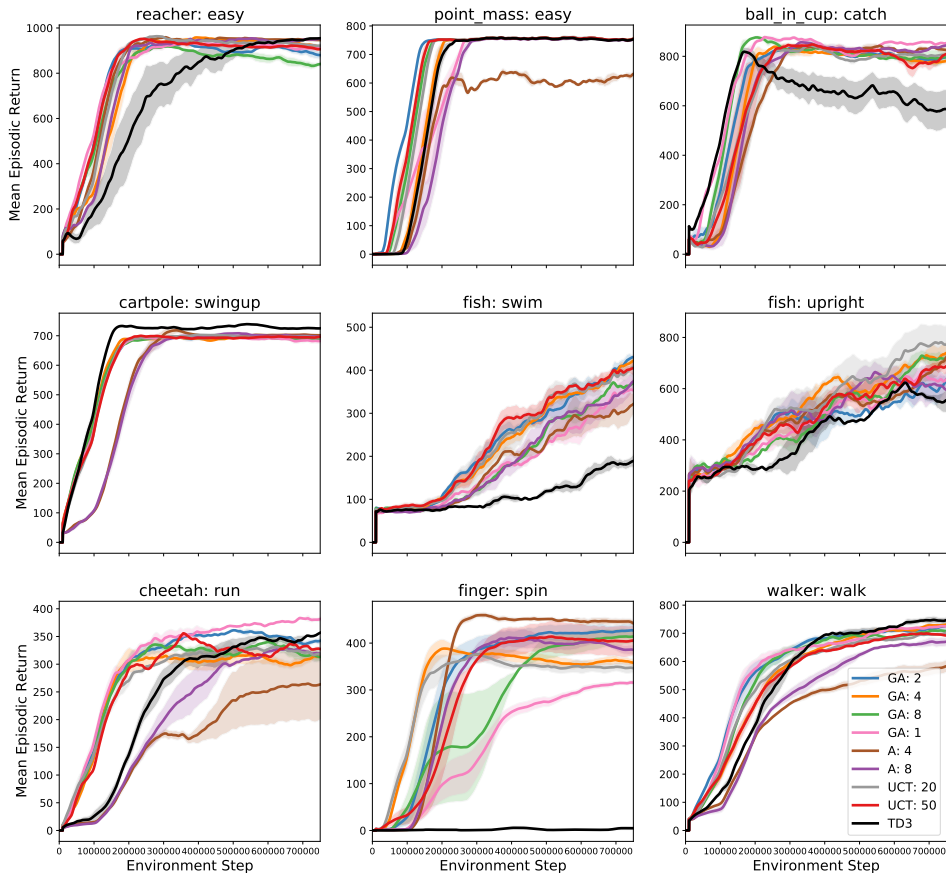 reacher: easy
point_mass: easy
ball_in_cup: catch
1000
800
600
400
200
0
Mean Episodic Return
700
600
500
400
300
200
100
0
800
600
400
200
0
cartpole: swingup
fish: swim
fish: upright
700
600
500
400
300
200
100
0
Mean Episodic Return
500
400
300
200
100
0
800
600
400
200
0
cheetah: run
finger: spin
walker: walk
400
350
300
250
200
150
100
50
0
Mean Episodic Return
400
300
200
100
0
800
700
600
500
400
300
200
100
0
GA: 2
GA: 4
GA: 8
GA: 1
A: 4
A: 8
UCT: 20
UCT: 50
TD3
0 100000 200000 300000 400000 500000 600000 700000
0 100000 200000 300000 400000 500000 600000 700000
0 100000 200000 300000 400000 500000 600000 700000
Environment Step
Environment Step
Environment Step